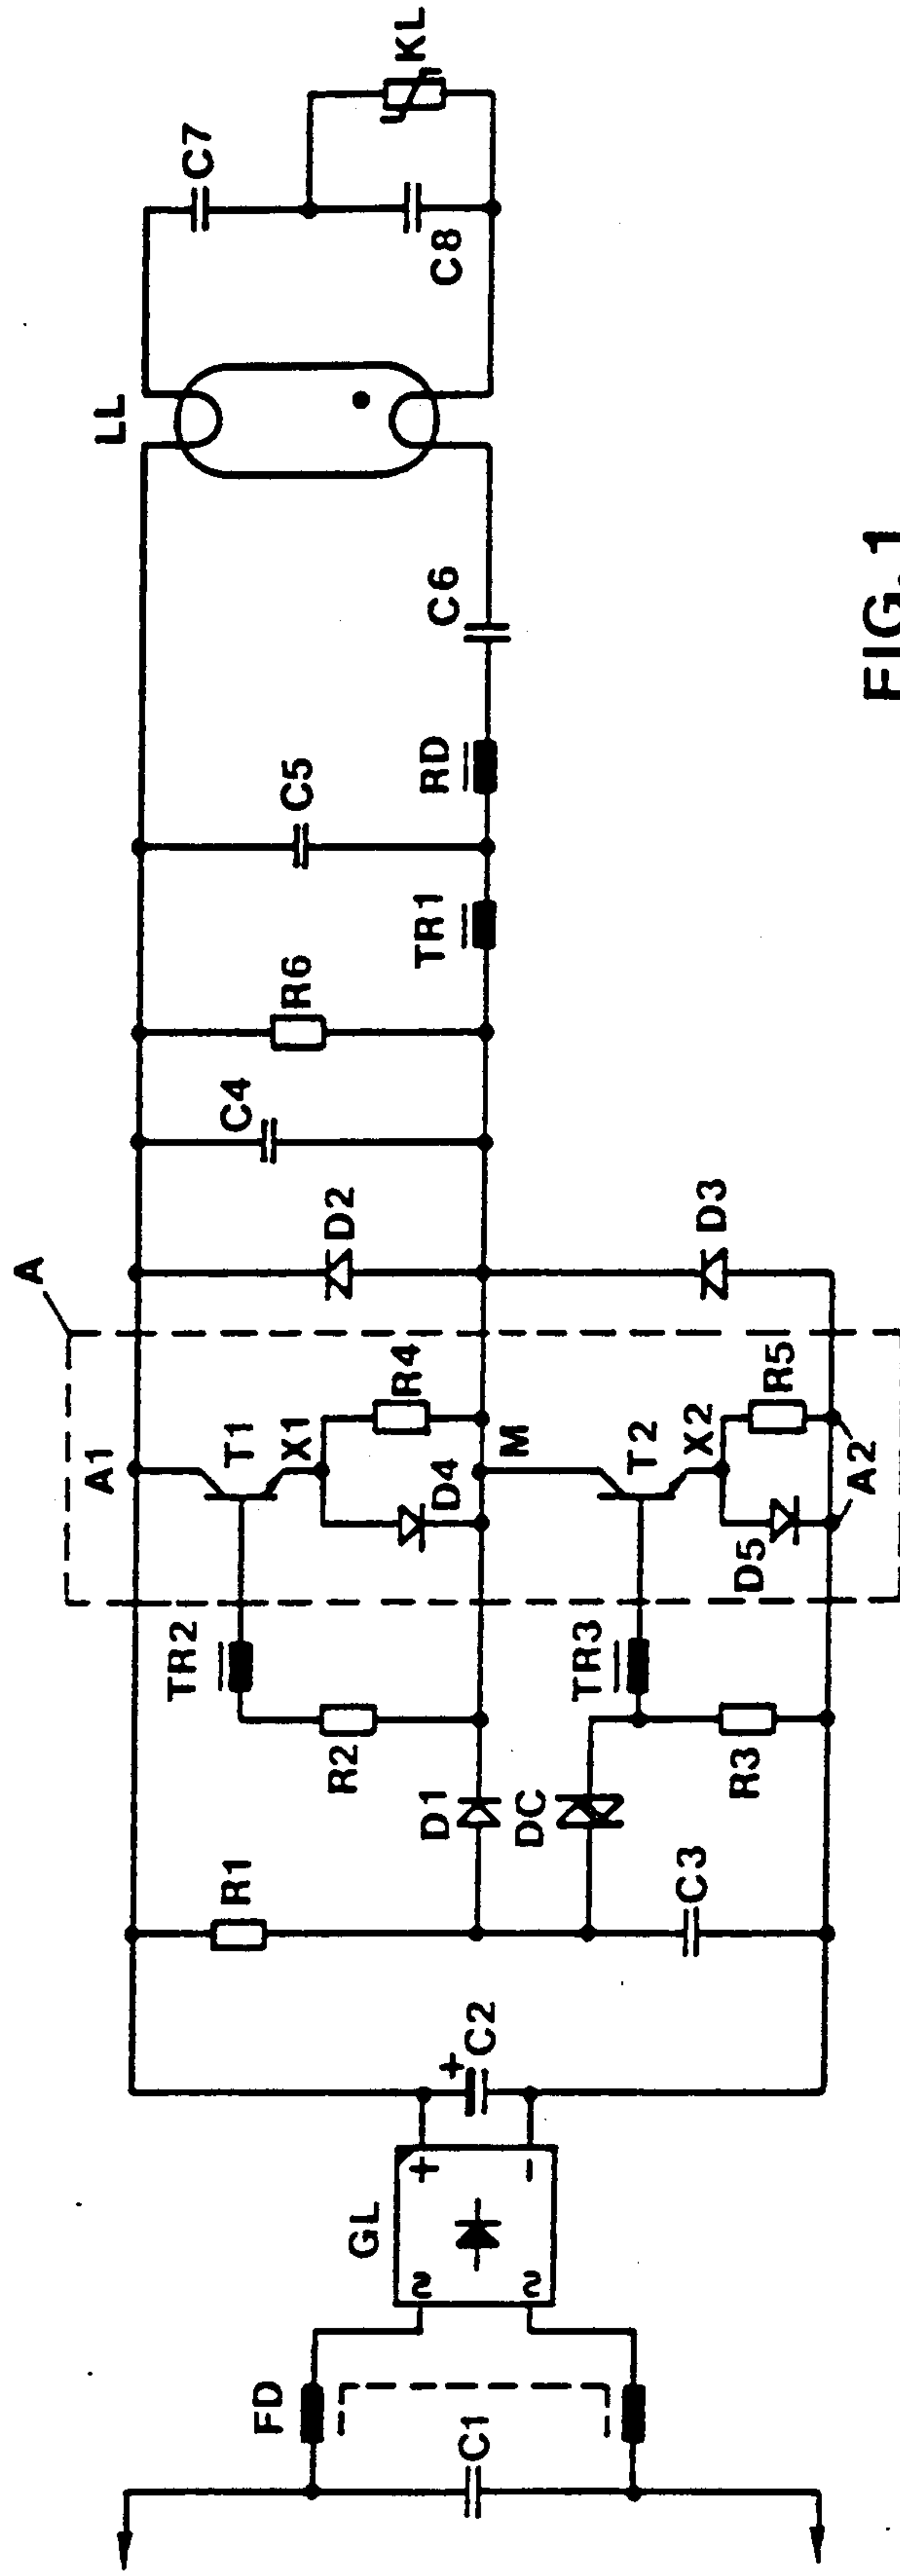 A
LL
KL
C7
C8
C6
RD
C5
TR1
R6
C4
D2
D3
A1
T1
X1
R4
D4
M
T2
X2
R5
D5
A2
TR2
R2
TR3
R3
D1
DC
R1
C3
C2
+
GL
+
−
~
~
FD
C1
FIG. 1